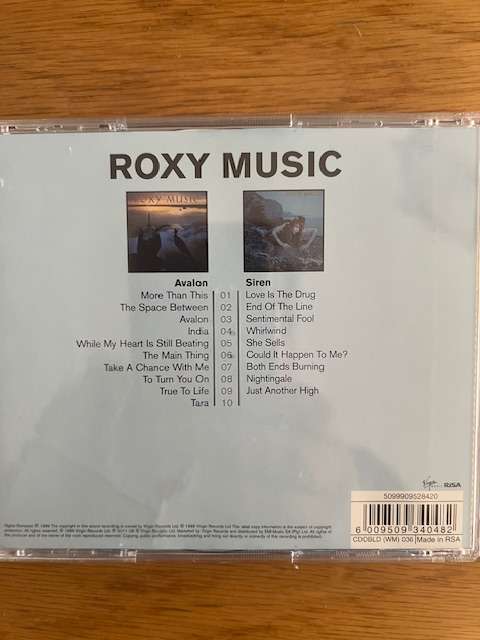 ROXY MUSIC
ROXY MUSIC
Avalon Siren
More This 01 Love Is The Drug
The Space Between 02 End Of The Line
Avalon 03 Sentimental Fool
India 04 Whirlwind
While My Heart Is Still Beating 05 She Sells
The Main Thing 06 Could It Happen To Me?
Take A Chance With Me 07 Both Ends Burning
To Turn You On 08 Nightingale
True To Life 09 Just Another High
Tara 10
Virgin RiSA
5099909528420
6 009509 340482
CDDBLD (WM) 036 Made in RSA